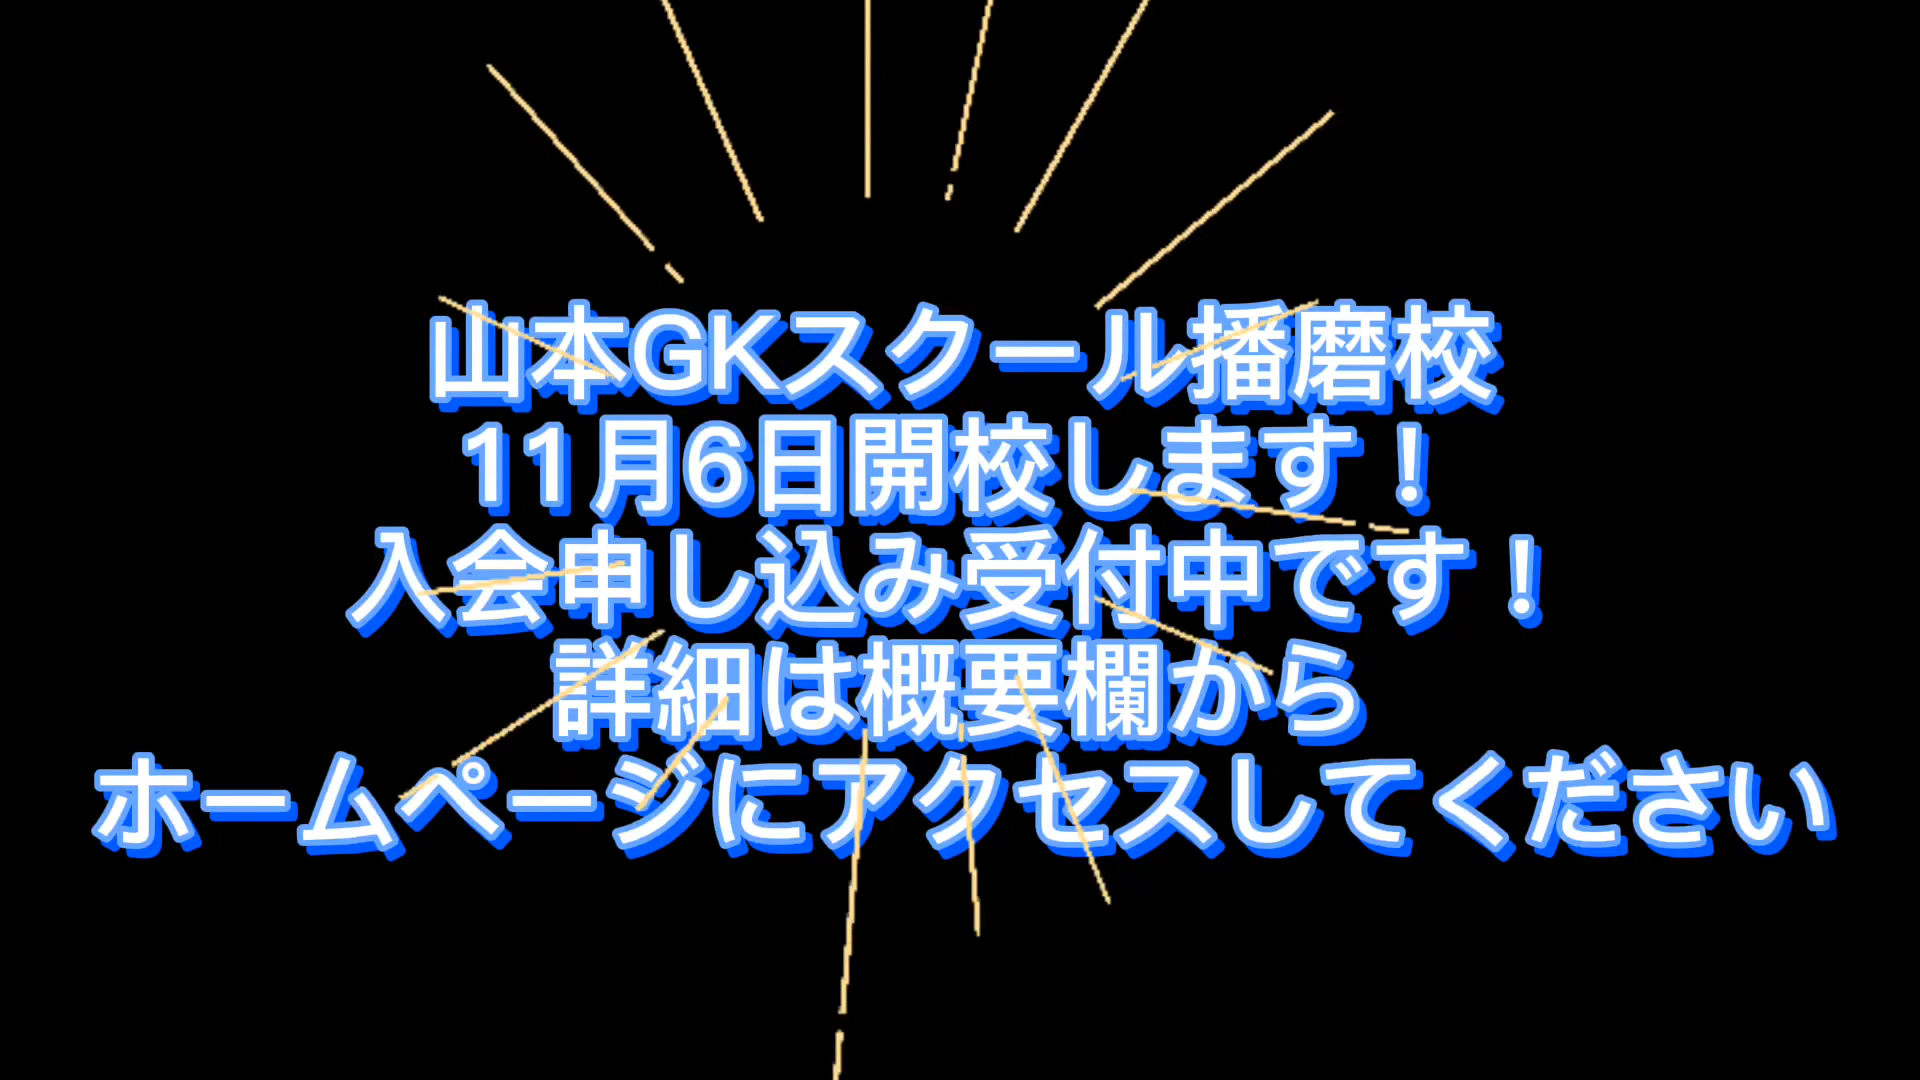 山本GKスクール播磨校
11月6日開校します！
入会申し込み受付中です！
詳細は概要欄から
ホームページにアクセスしてください